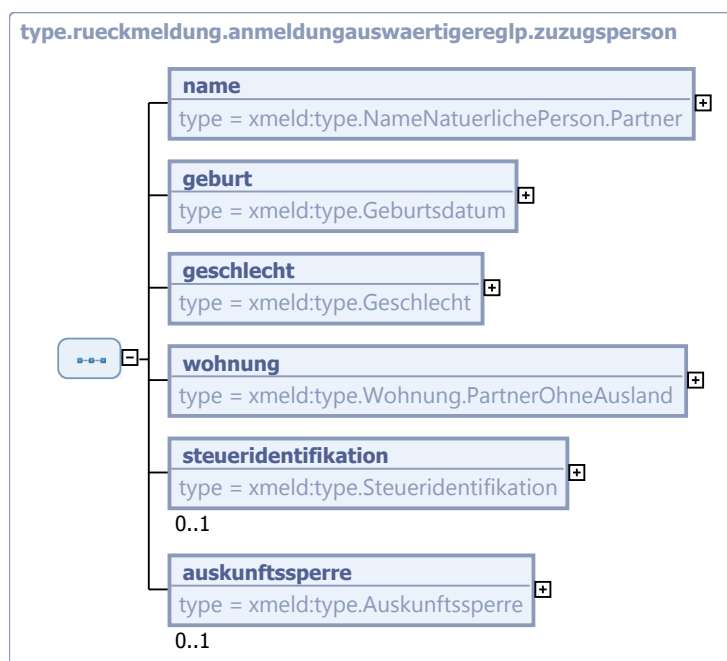 type.rueckmeldung.anmeldungauswaertigereglp.zuzugsperson
name
type = xmeld:type.NameNatuerlichePerson.Partner
geburt
type = xmeld:type.Geburtsdatum
geschlecht
type = xmeld:type.Geschlecht
wohnung
type = xmeld:type.Wohnung.PartnerOhneAusland
steueridentifikation
type = xmeld:type.Steueridentifikation
0..1
auskunftssperre
type = xmeld:type.Auskunftssperre
0..1